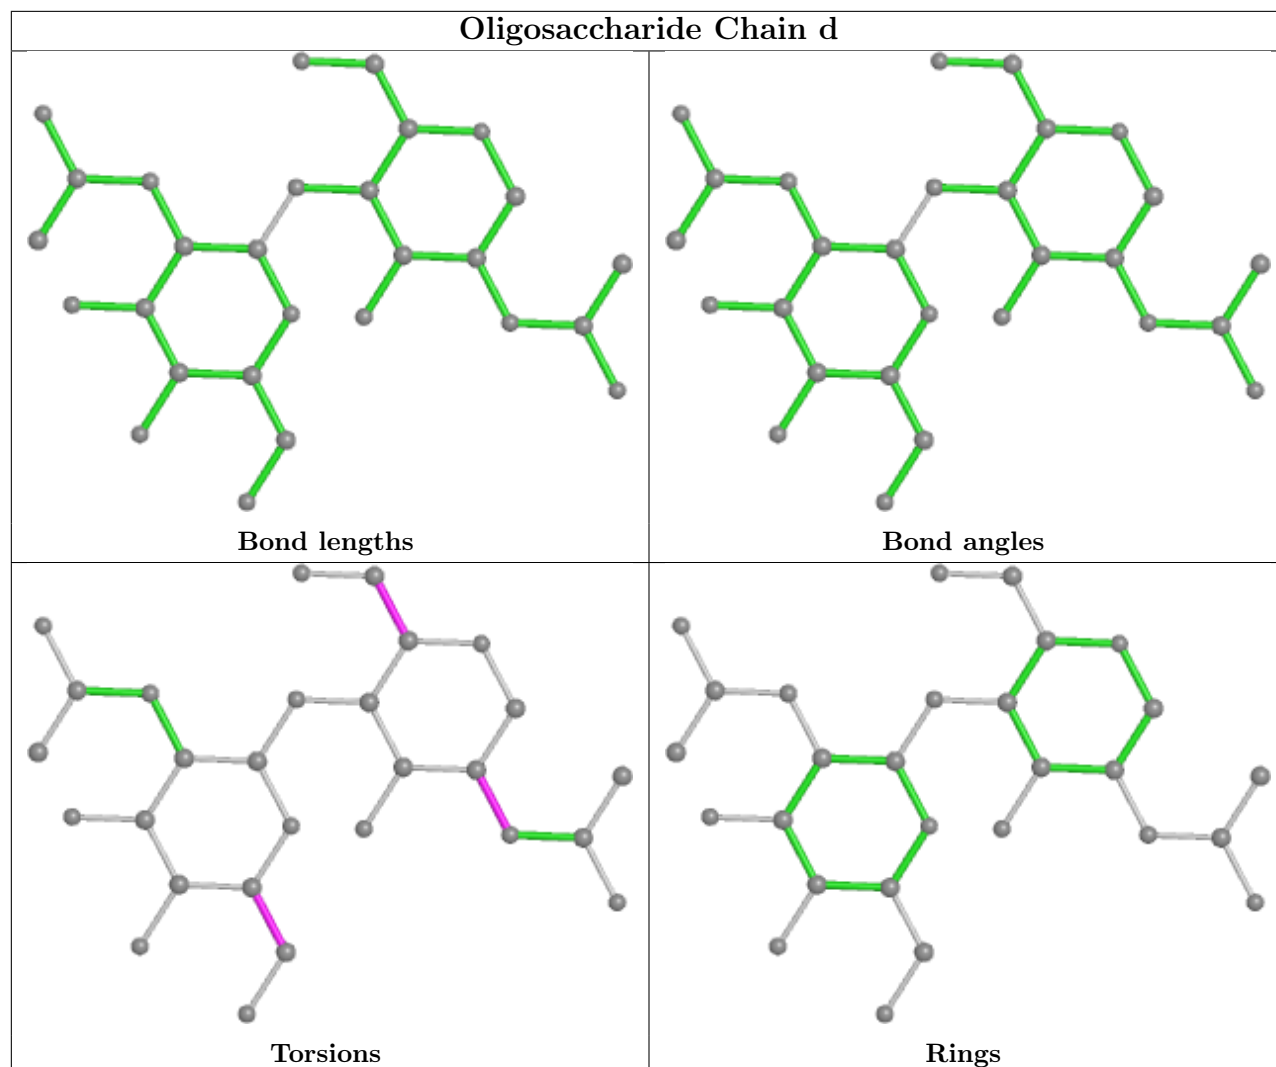 Oligosaccharide Chain d
Bond lengths
Bond angles
Torsions
Rings